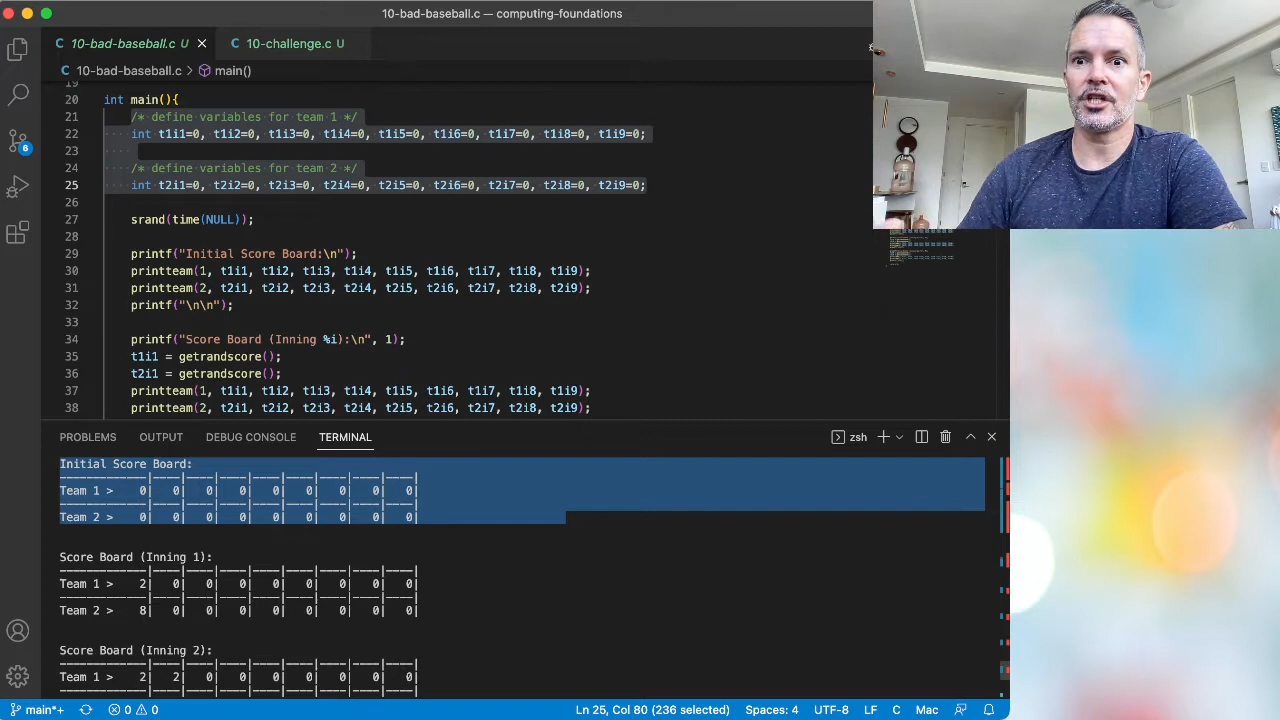 10-bad-baseball.c — computing-foundations
C 10-bad-baseball.c U × C 10-challenge.c U
C 10-bad-baseball.c > main()
19
20 int main(){
21 /* define variables for team 1 */
22 int t1i1=0, t1i2=0, t1i3=0, t1i4=0, t1i5=0, t1i6=0, t1i7=0, t1i8=0, t1i9=0;
23
24 /* define variables for team 2 */
25 int t2i1=0, t2i2=0, t2i3=0, t2i4=0, t2i5=0, t2i6=0, t2i7=0, t2i8=0, t2i9=0;
26
27 srand(time(NULL));
28
29 printf("Initial Score Board:\n");
30 printteam(1, t1i1, t1i2, t1i3, t1i4, t1i5, t1i6, t1i7, t1i8, t1i9);
31 printteam(2, t2i1, t2i2, t2i3, t2i4, t2i5, t2i6, t2i7, t2i8, t2i9);
32 printf("\n\n");
33
34 printf("Score Board (Inning %i):\n", 1);
35 t1i1 = getrandscore();
36 t2i1 = getrandscore();
37 printteam(1, t1i1, t1i2, t1i3, t1i4, t1i5, t1i6, t1i7, t1i8, t1i9);
38 printteam(2, t2i1, t2i2, t2i3, t2i4, t2i5, t2i6, t2i7, t2i8, t2i9);
6
PROBLEMS OUTPUT DEBUG CONSOLE TERMINAL zsh
Initial Score Board:
-------------|----|----|----|----|----|----|----|----|
Team 1 >    0|   0|   0|   0|   0|   0|   0|   0|   0|
-------------|----|----|----|----|----|----|----|----|
Team 2 >    0|   0|   0|   0|   0|   0|   0|   0|   0|
Score Board (Inning 1):
-------------|----|----|----|----|----|----|----|----|
Team 1 >    2|   0|   0|   0|   0|   0|   0|   0|   0|
-------------|----|----|----|----|----|----|----|----|
Team 2 >    8|   0|   0|   0|   0|   0|   0|   0|   0|
Score Board (Inning 2):
-------------|----|----|----|----|----|----|----|----|
Team 1 >    2|   2|   0|   0|   0|   0|   0|   0|   0|
-------------|----|----|----|----|----|----|----|----|
main*+ 0 0 Ln 25, Col 80 (236 selected) Spaces: 4 UTF-8 LF C Mac